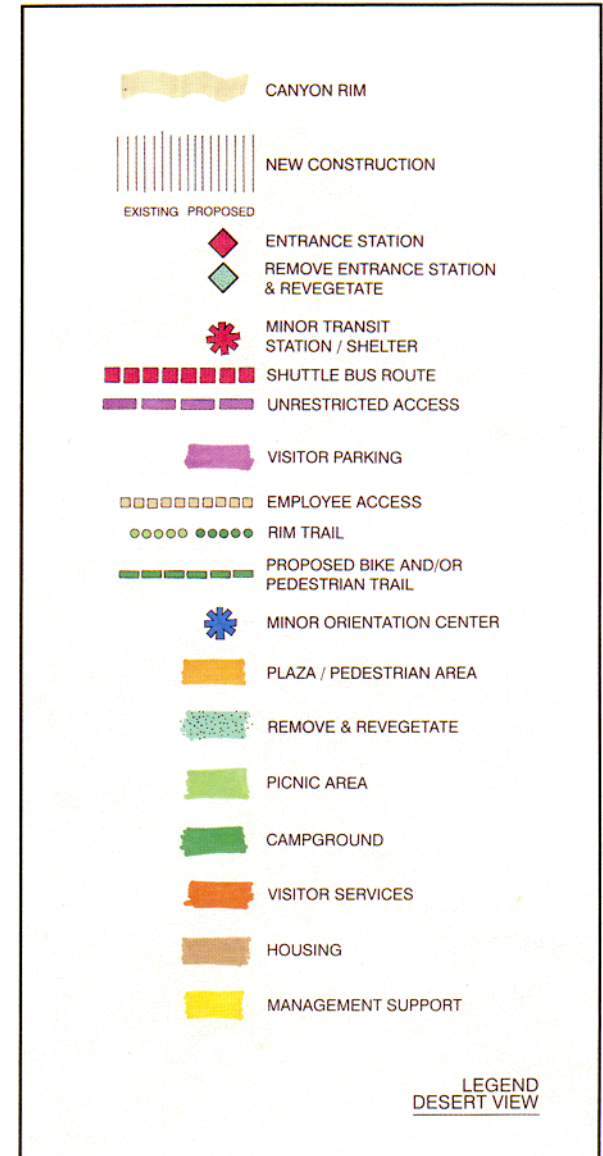 CANYON RIM
NEW CONSTRUCTION
EXISTING PROPOSED
ENTRANCE STATION
REMOVE ENTRANCE STATION
& REVEGETATE
MINOR TRANSIT
STATION / SHELTER
SHUTTLE BUS ROUTE
UNRESTRICTED ACCESS
VISITOR PARKING
EMPLOYEE ACCESS
RIM TRAIL
PROPOSED BIKE AND/OR
PEDESTRIAN TRAIL
MINOR ORIENTATION CENTER
PLAZA / PEDESTRIAN AREA
REMOVE & REVEGETATE
PICNIC AREA
CAMPGROUND
VISITOR SERVICES
HOUSING
MANAGEMENT SUPPORT
LEGEND
DESERT VIEW